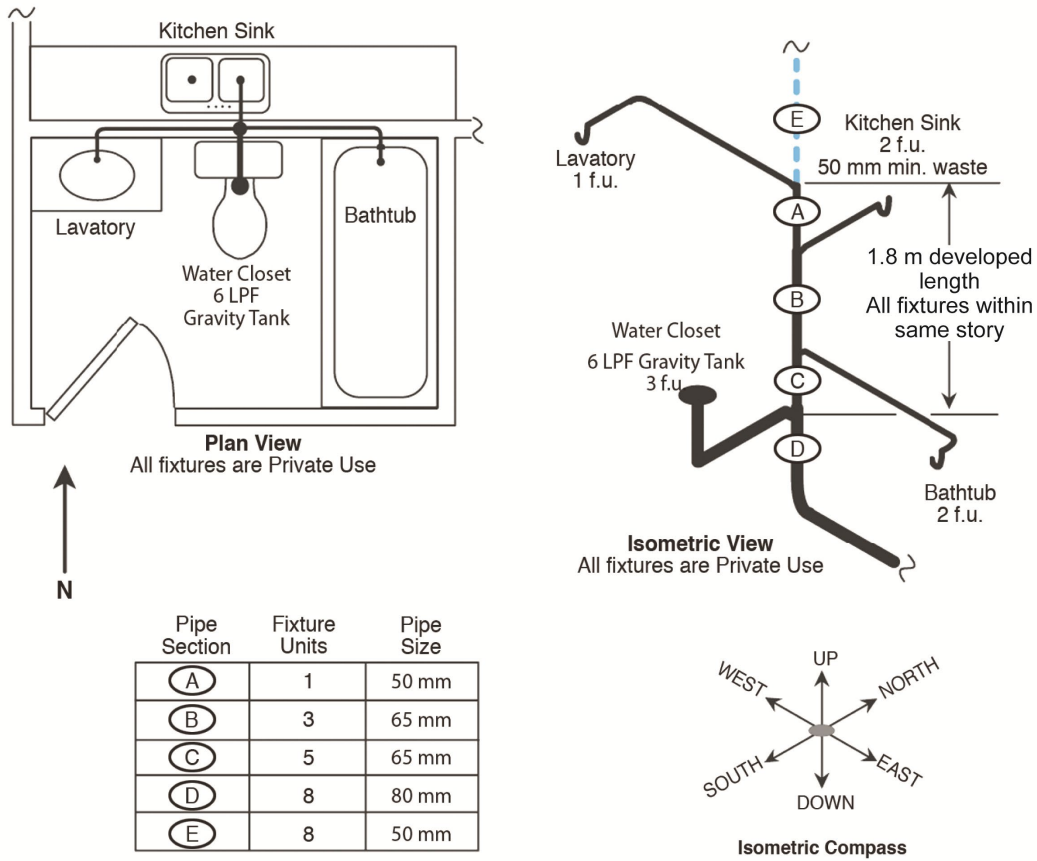 Kitchen Sink
Lavatory
Bathtub
Water Closet
6 LPF
Gravity Tank
Plan View
All fixtures are Private Use
N
E
Lavatory
1 f.u.
Kitchen Sink
2 f.u.
50 mm min. waste
A
1.8 m developed
length
All fixtures within
same story
B
Water Closet
6 LPF Gravity Tank
3 f.u.
C
D
Bathtub
2 f.u.
Isometric View
All fixtures are Private Use
Pipe Section Fixture Units Pipe Size
A 1 50 mm
B 3 65 mm
C 5 65 mm
D 8 80 mm
E 8 50 mm
UP
WEST
NORTH
SOUTH
EAST
DOWN
Isometric Compass